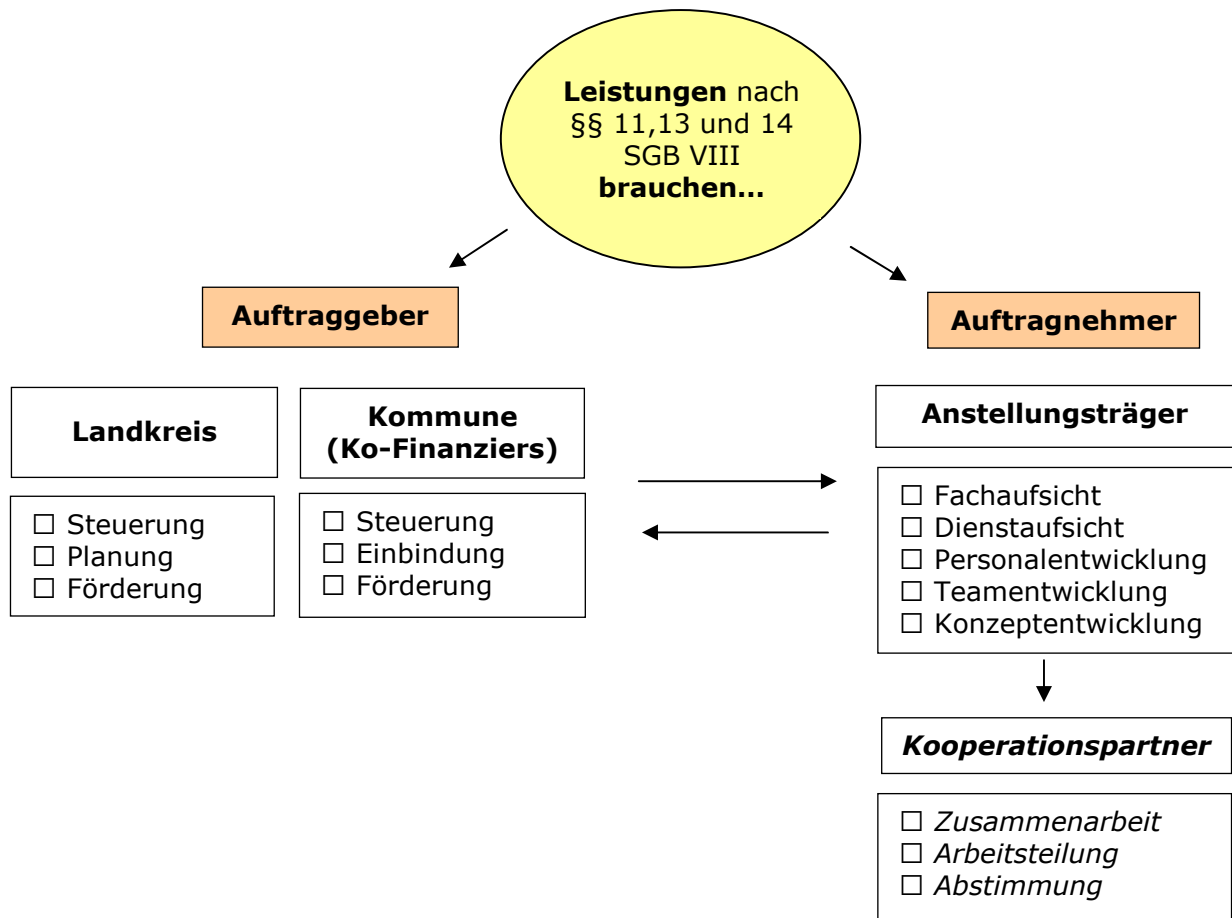 Leistungen nach
§§ 11,13 und 14
SGB VIII
brauchen...
Auftraggeber
Auftragnehmer
Landkreis
Kommune
(Ko-Finanziers)
Anstellungsträger
☐ Steuerung
☐ Planung
☐ Förderung
☐ Steuerung
☐ Einbindung
☐ Förderung
☐ Fachaufsicht
☐ Dienstaufsicht
☐ Personalentwicklung
☐ Teamentwicklung
☐ Konzeptentwicklung
Kooperationspartner
☐ Zusammenarbeit
☐ Arbeitsteilung
☐ Abstimmung